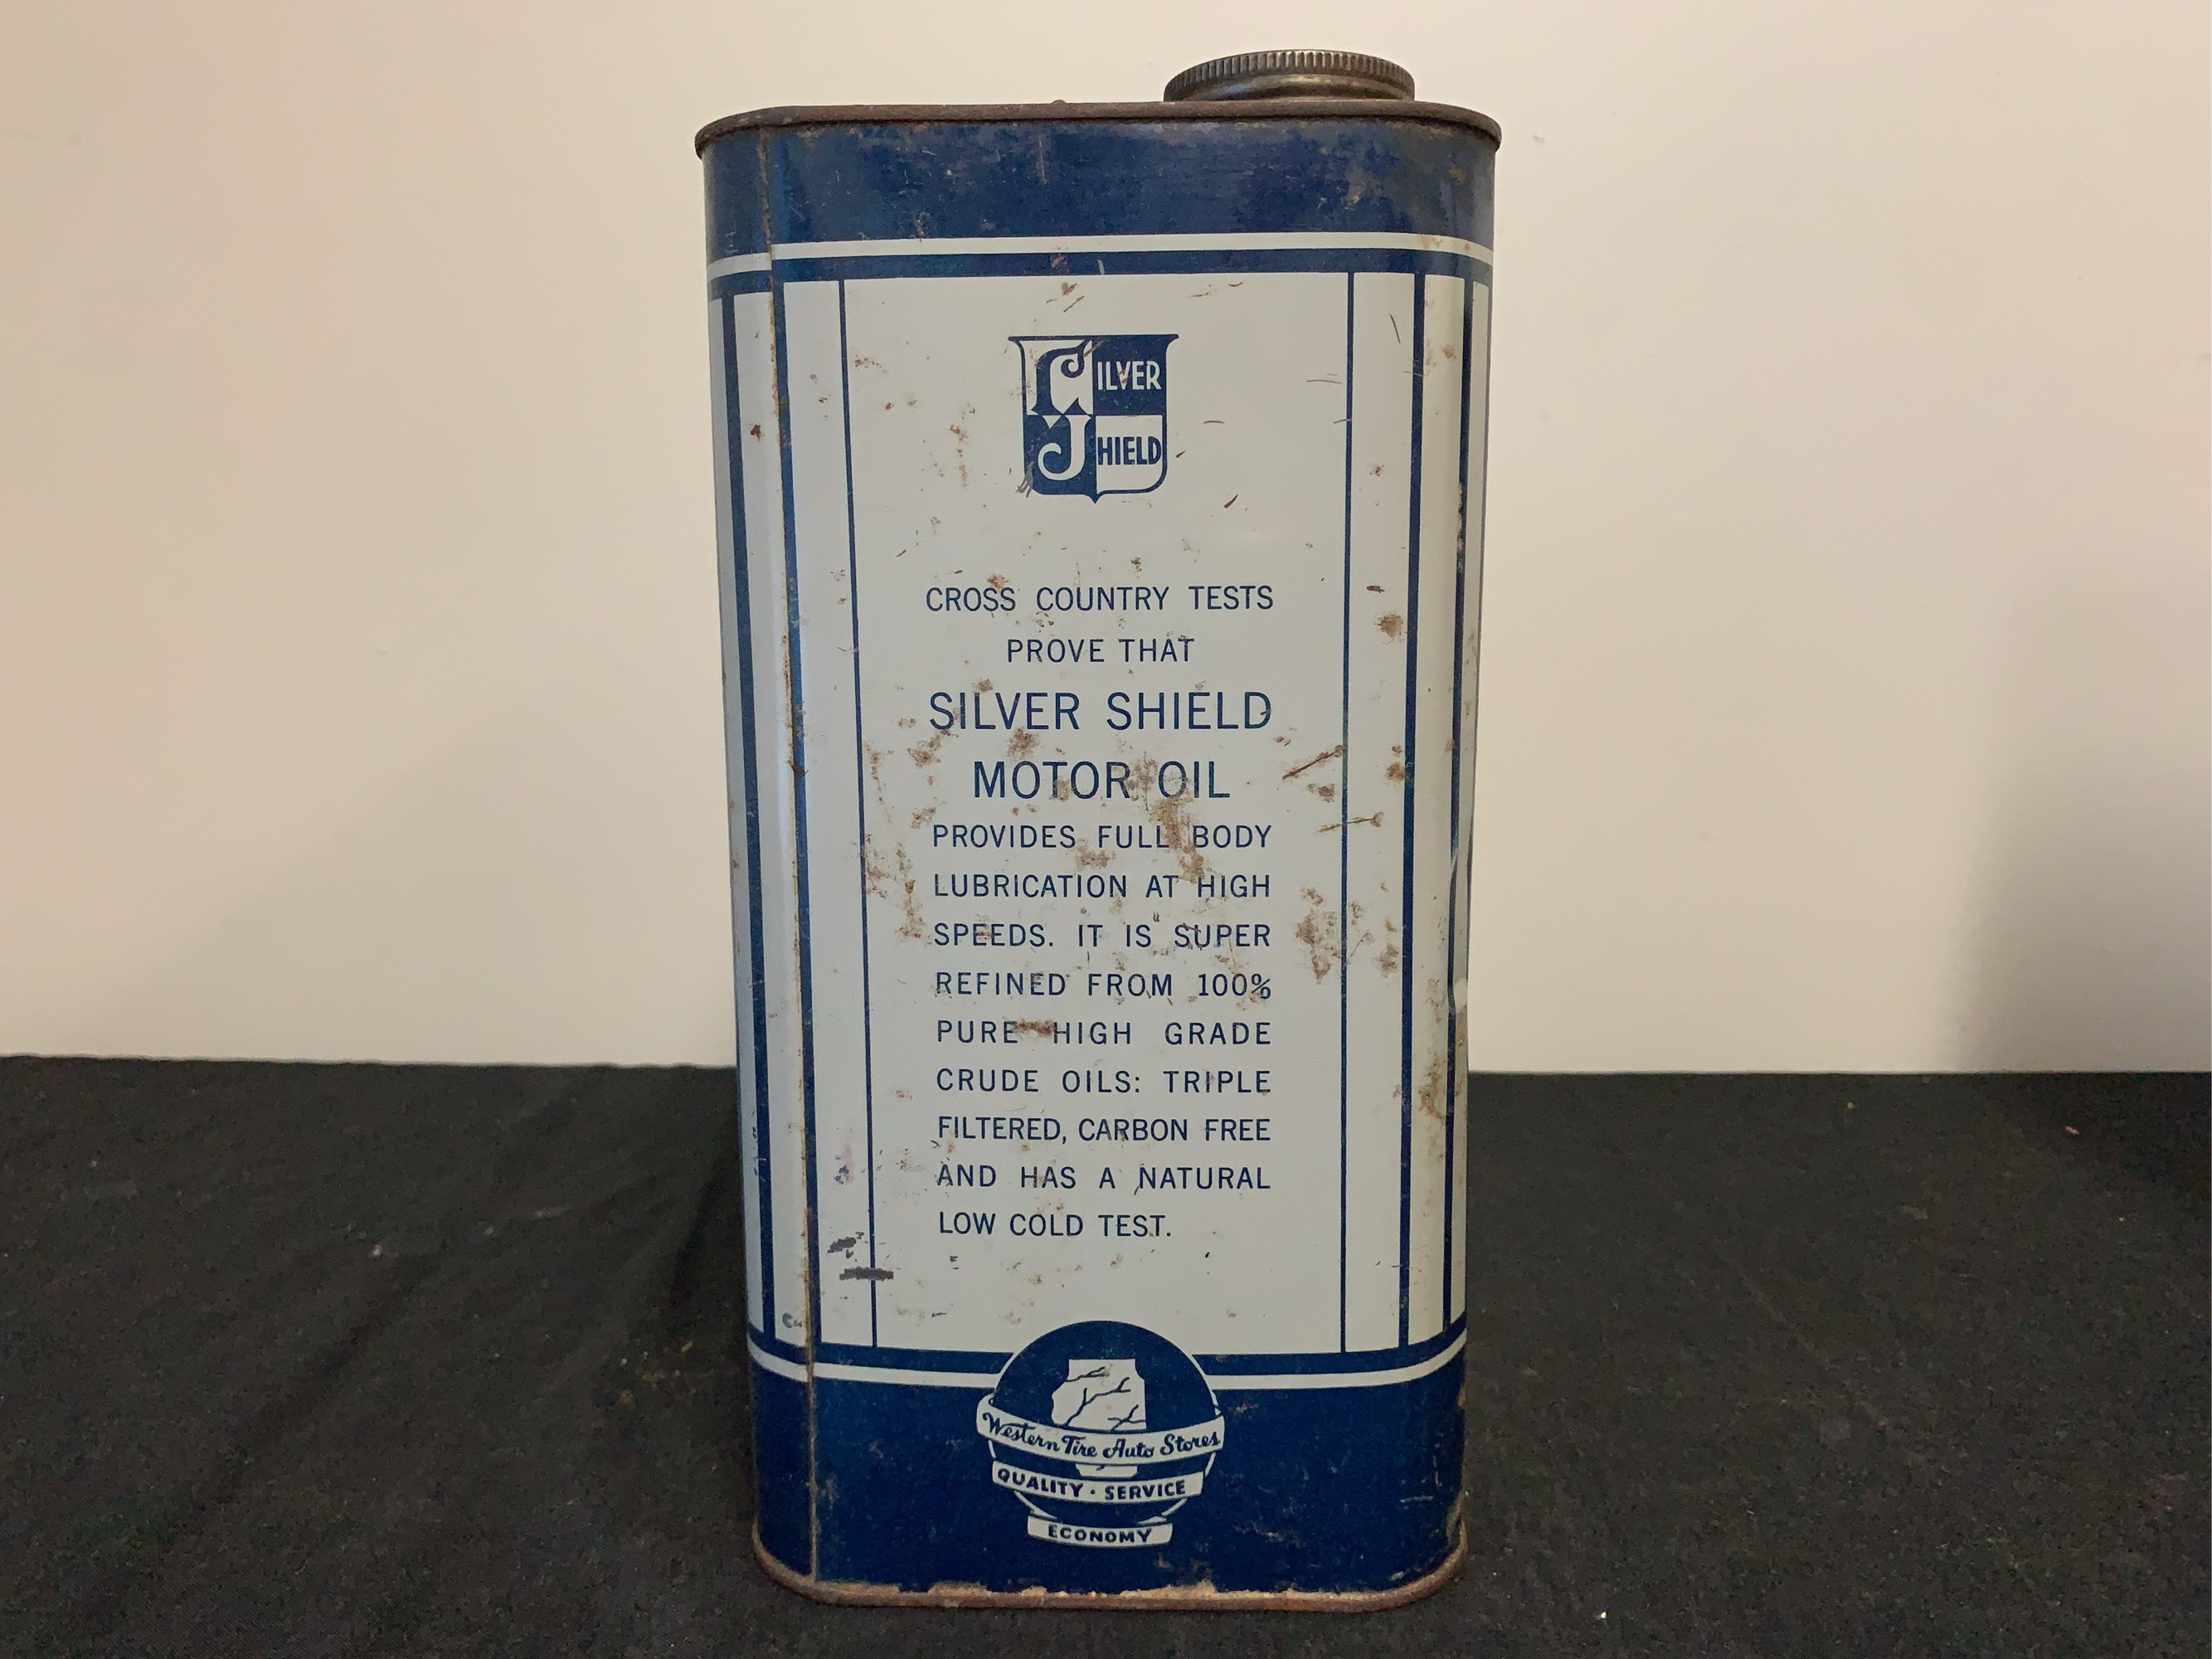 SILVER
SHIELD
CROSS COUNTRY TESTS
PROVE THAT
SILVER SHIELD
MOTOR OIL
PROVIDES FULL BODY
LUBRICATION AT HIGH
SPEEDS. IT IS SUPER
REFINED FROM 100%
PURE HIGH GRADE
CRUDE OILS: TRIPLE
FILTERED, CARBON FREE
AND HAS A NATURAL
LOW COLD TEST.
Western Tire Auto Stores
QUALITY · SERVICE
ECONOMY